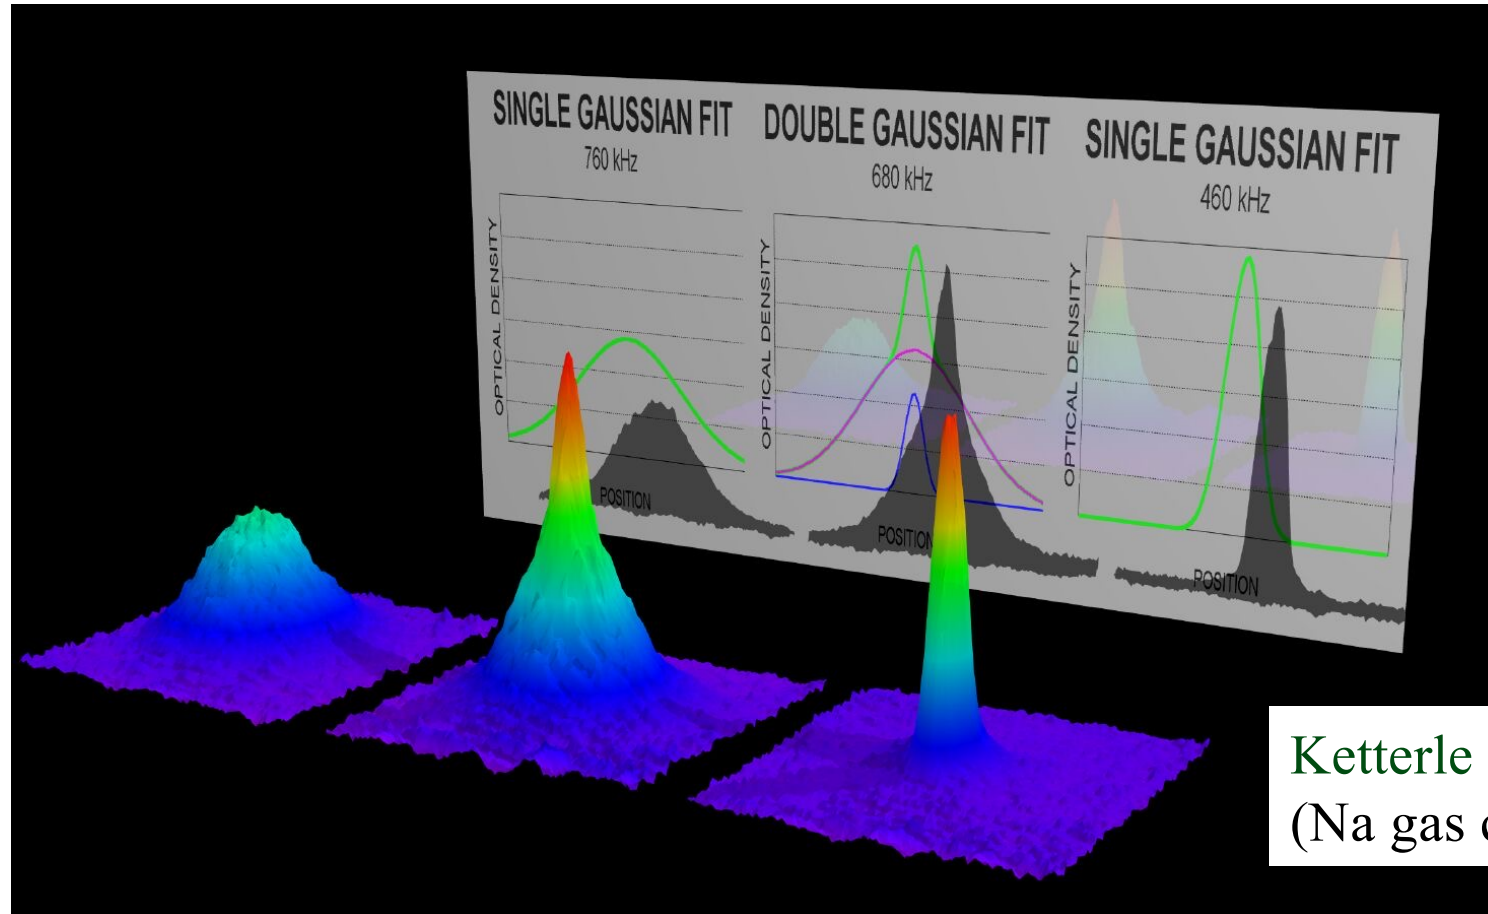 SINGLE GAUSSIAN FIT
760 kHz
OPTICAL DENSITY
POSITION
DOUBLE GAUSSIAN FIT
680 kHz
OPTICAL DENSITY
POSITION
SINGLE GAUSSIAN FIT
460 kHz
OPTICAL DENSITY
POSITION
Ketterle
(Na gas